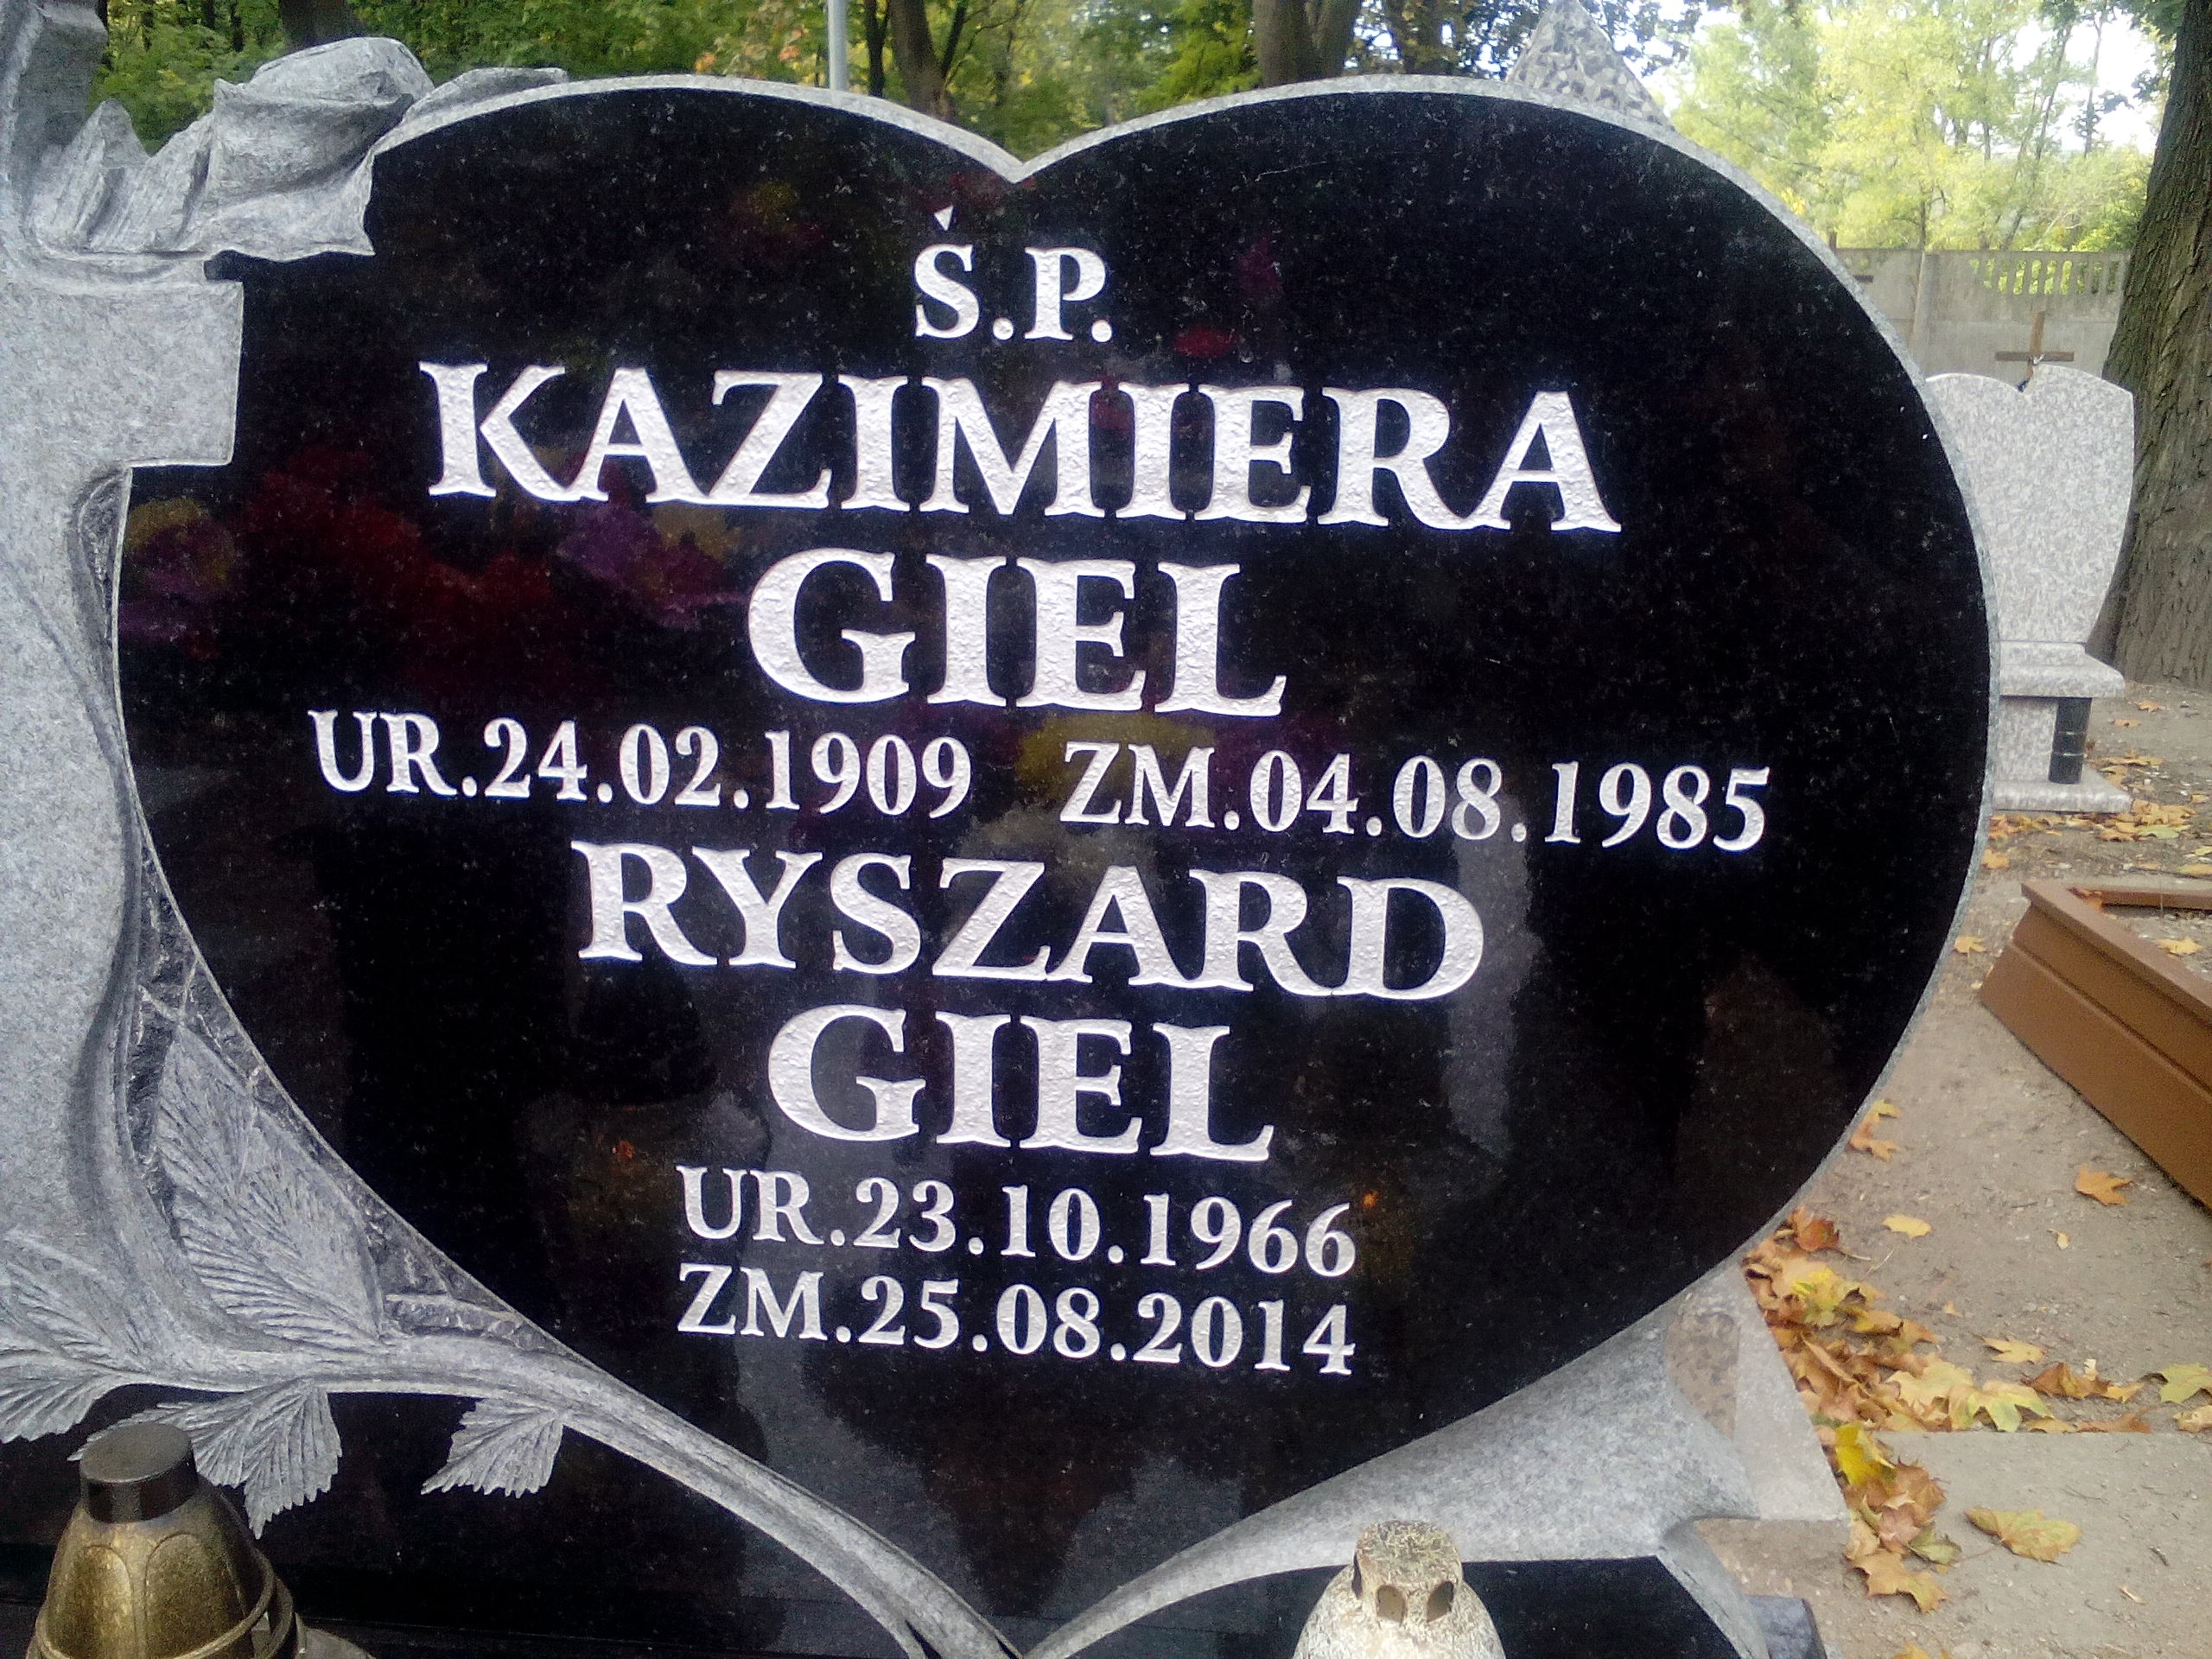 Ś.P.
KAZIMIERA
GIEL
UR.24.02.1909 ZM.04.08.1985
RYSZARD
GIEL
UR.23.10.1966
ZM.25.08.2014